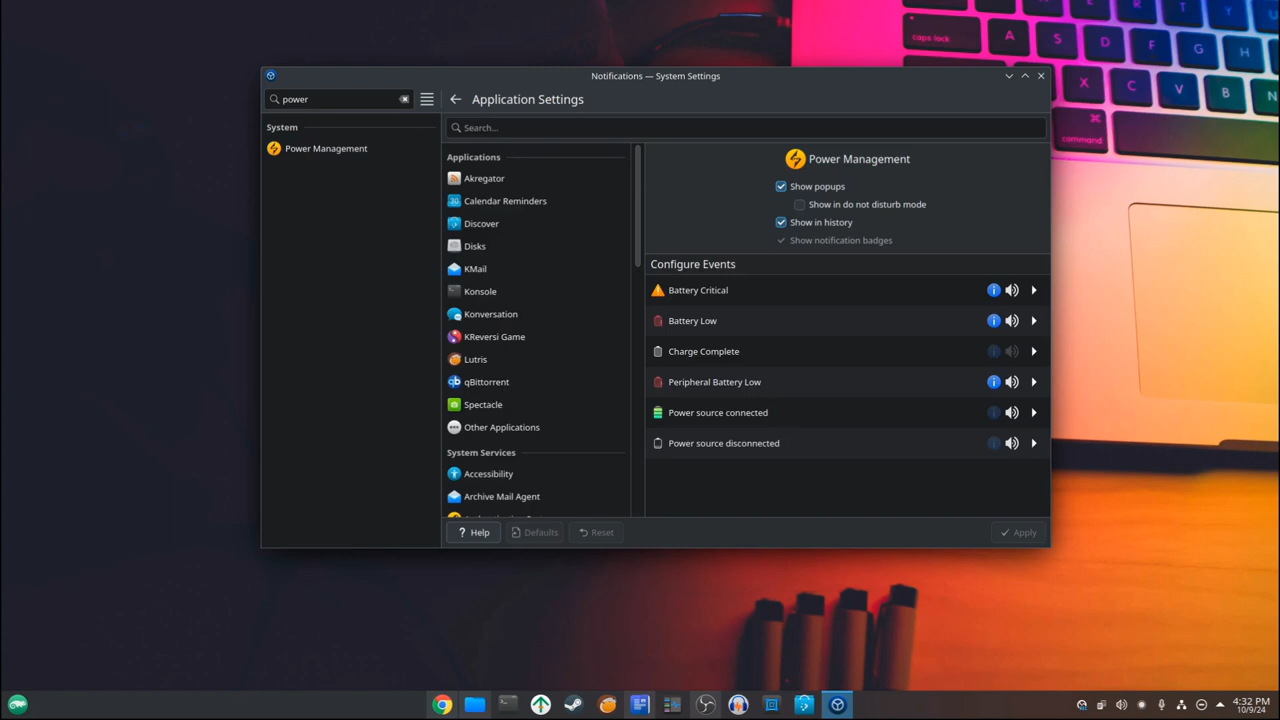 Notifications — System Settings
power
Application Settings
System
Power Management
Search...
Applications
Akregator
Calendar Reminders
Discover
Disks
KMail
Konsole
Konversation
KReversi Game
Lutris
qBittorrent
Spectacle
Other Applications
System Services
Accessibility
Archive Mail Agent
Power Management
Show popups
Show in do not disturb mode
Show in history
Show notification badges
Configure Events
Battery Critical
Battery Low
Charge Complete
Peripheral Battery Low
Power source connected
Power source disconnected
? Help
Defaults
Reset
Apply
caps lock
A S D F G H
X C V B N
⌘
command
4:32 PM
10/9/24